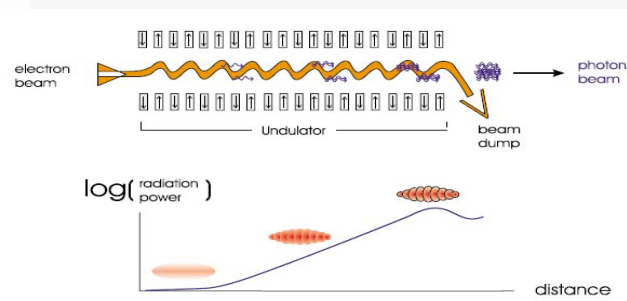 electron
beam
photon
beam
Undulator
beam
dump
log( radiation
power )
distance